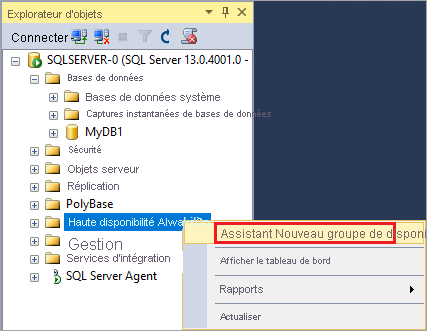 Explorateur d'objets
Connecter
SQLSERVER-0 (SQL Server 13.0.4001.0 -
Bases de données
Bases de données système
Captures instantanées de bases de données
MyDB1
Sécurité
Objets serveur
Réplication
PolyBase
Haute disponibilité
Assistant Nouveau groupe de disponi
Gestion
Services d'intégration
Afficher le tableau de bord
SQL Server Agent
Rapports
Actualiser